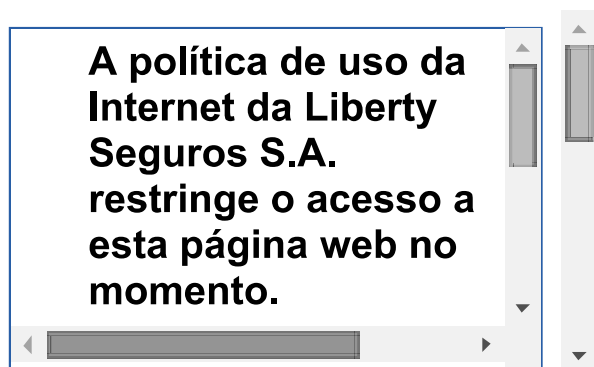 A política de uso da
Internet da Liberty
Seguros S.A.
restringe o acesso a
esta página web no
momento.